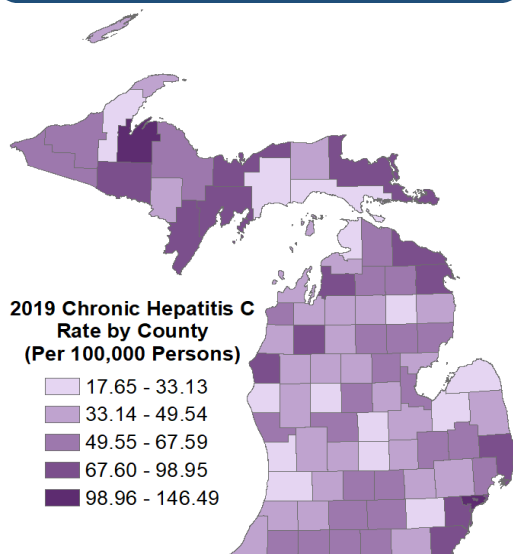 2019 Chronic Hepatitis C
Rate by County
(Per 100,000 Persons)
17.65 - 33.13
33.14 - 49.54
49.55 - 67.59
67.60 - 98.95
98.96 - 146.49